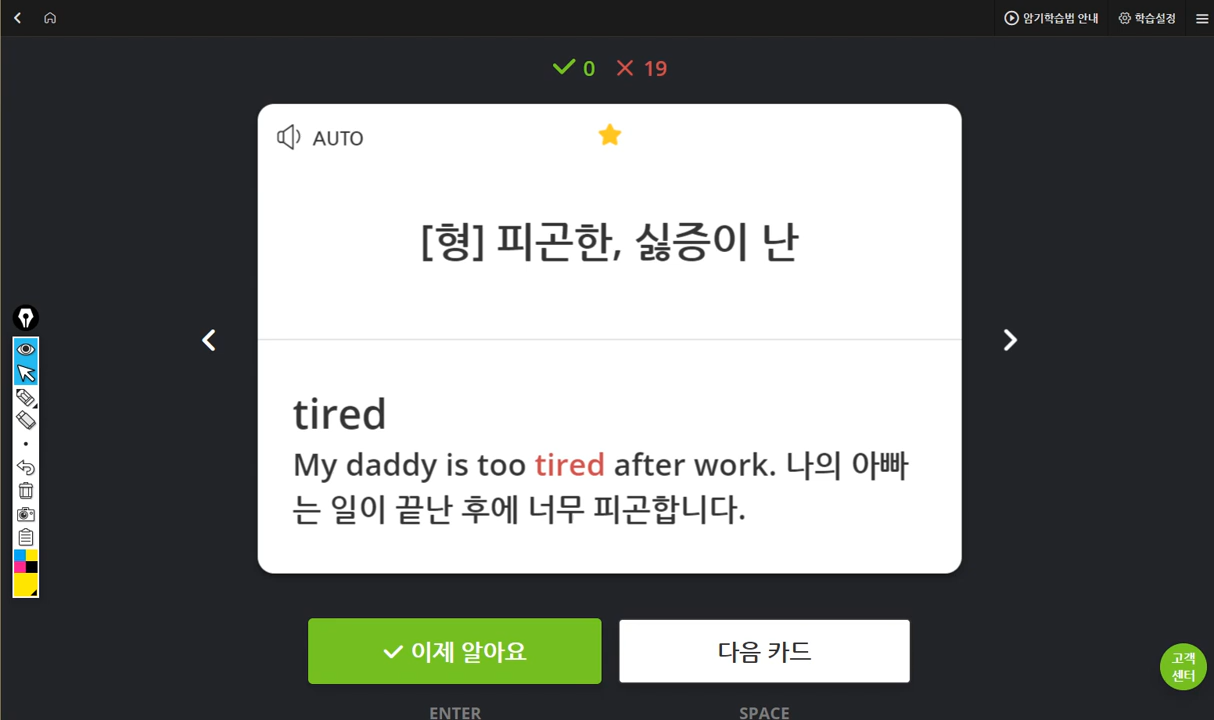 암기학습법 안내
학습설정
0
19
AUTO
[형] 피곤한, 싫증이 난
tired
My daddy is too tired after work. 나의 아빠
는 일이 끝난 후에 너무 피곤합니다.
이제 알아요
다음 카드
고객
센터
ENTER
SPACE